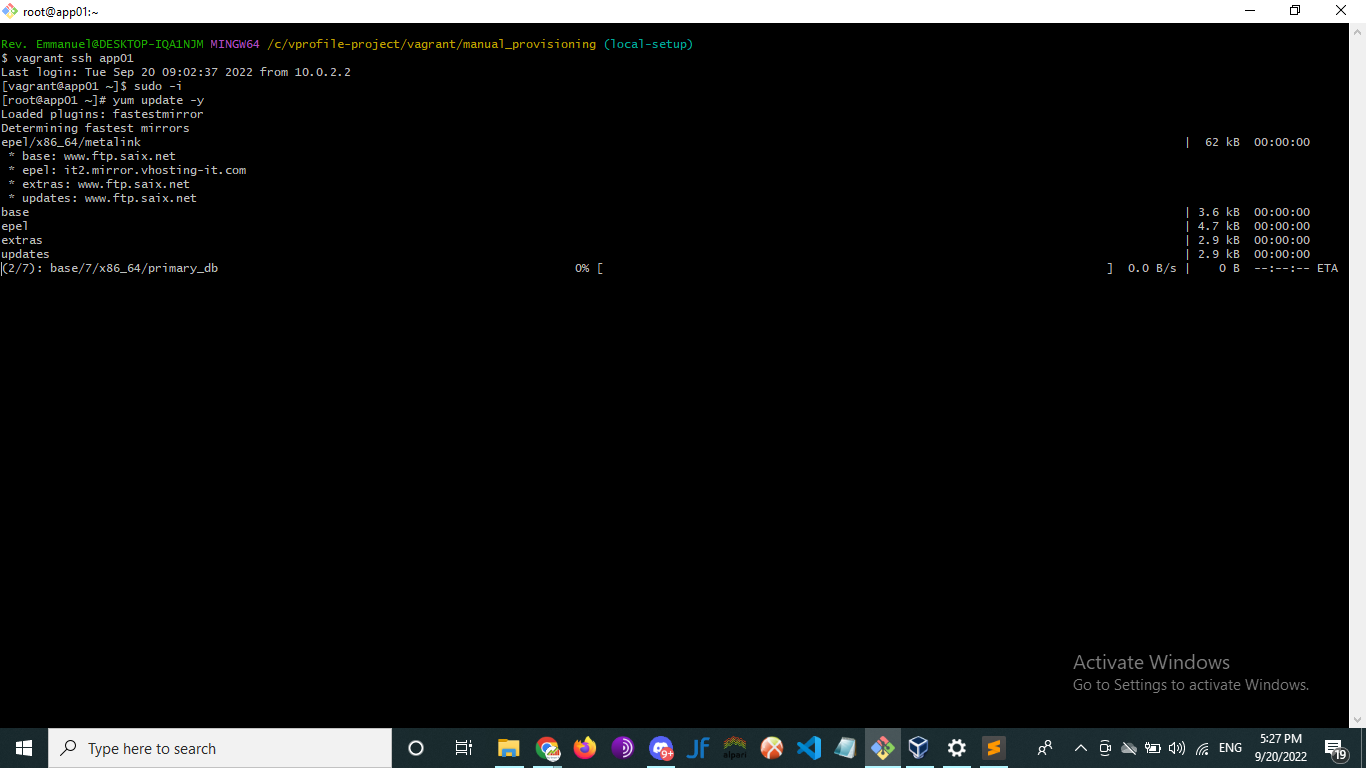 root@app01:~
Rev. Emmanuel@DESKTOP-IQA1NJM MINGW64 /c/vprofile-project/vagrant/manual_provisioning (local-setup)
$ vagrant ssh app01
Last login: Tue Sep 20 09:02:37 2022 from 10.0.2.2
[vagrant@app01 ~]$ sudo -i
[root@app01 ~]# yum update -y
Loaded plugins: fastestmirror
Determining fastest mirrors
epel/x86_64/metalink | 62 kB 00:00:00
* base: www.ftp.saix.net
* epel: it2.mirror.vhosting-it.com
* extras: www.ftp.saix.net
* updates: www.ftp.saix.net
base | 3.6 kB 00:00:00
epel | 4.7 kB 00:00:00
extras | 2.9 kB 00:00:00
updates | 2.9 kB 00:00:00
(2/7): base/7/x86_64/primary_db 0% [ ] 0.0 B/s | 0 B --:--:-- ETA
Activate Windows
Go to Settings to activate Windows.
Type here to search
9+
JF
alpari
ENG
5:27 PM
9/20/2022
19